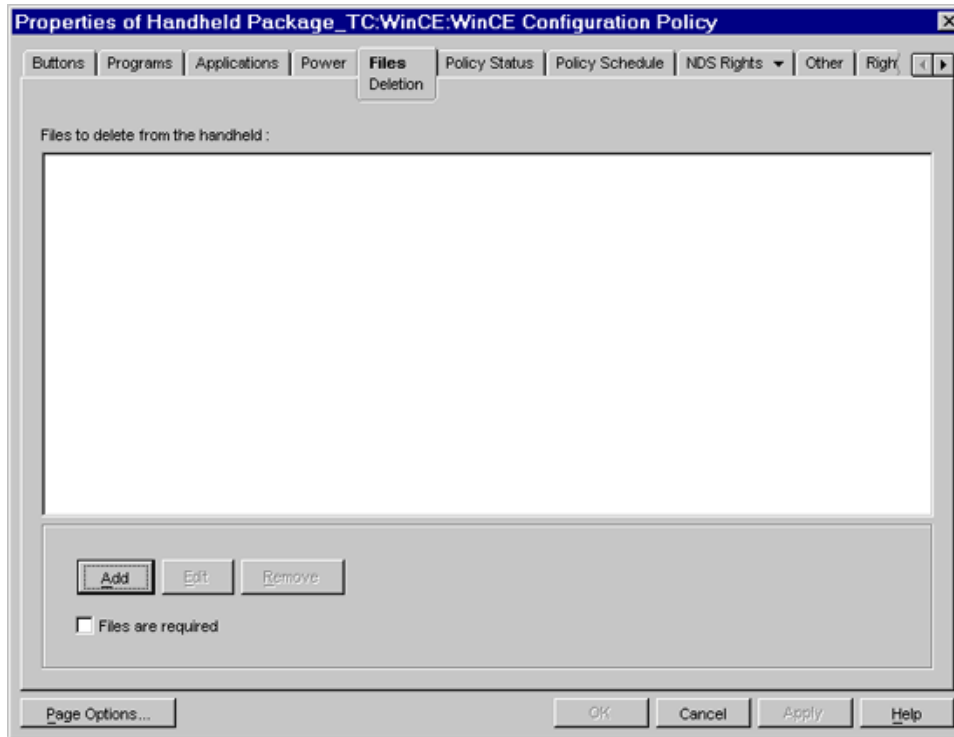 Properties of Handheld Package_TC:WinCE:WinCE Configuration Policy
Buttons Programs Applications Power Files Policy Status Policy Schedule NDS Rights Other
Deletion
Files to delete from the handheld :
Add Edit Remove
Files are required
Page Options... OK Cancel Apply Help